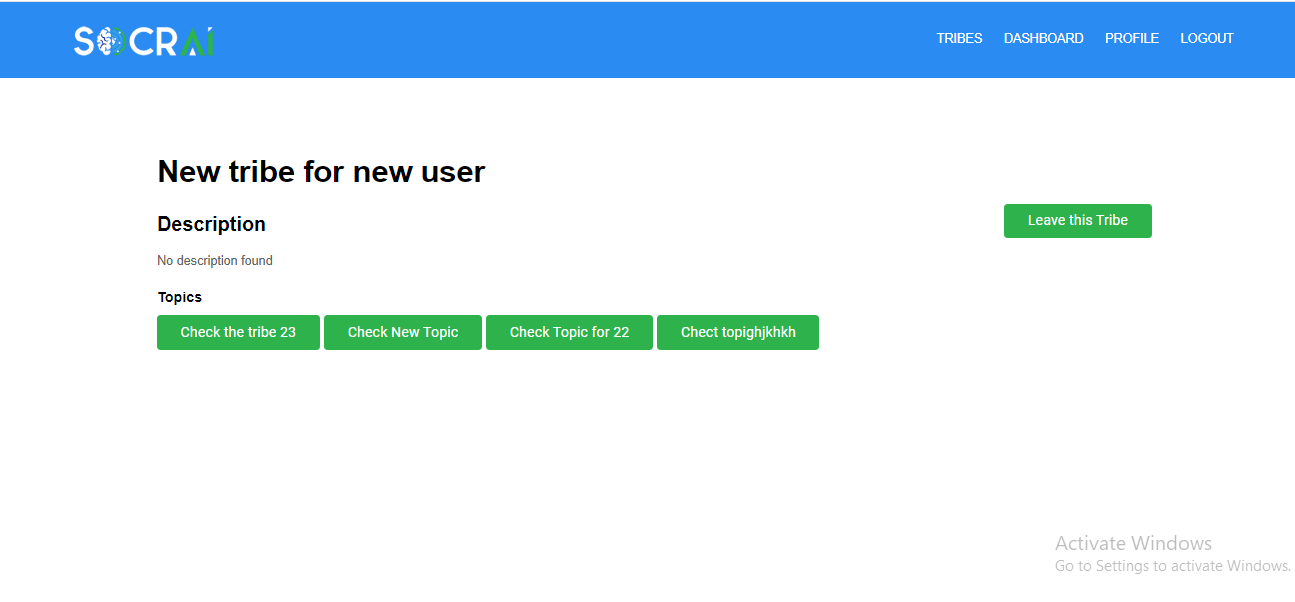 SOCRAi TRIBES DASHBOARD PROFILE LOGOUT
New tribe for new user
Description
Leave this Tribe
No description found
Topics
Check the tribe 23 Check New Topic Check Topic for 22 Chect topighjkhkh
Activate Windows
Go to Settings to activate Windows.